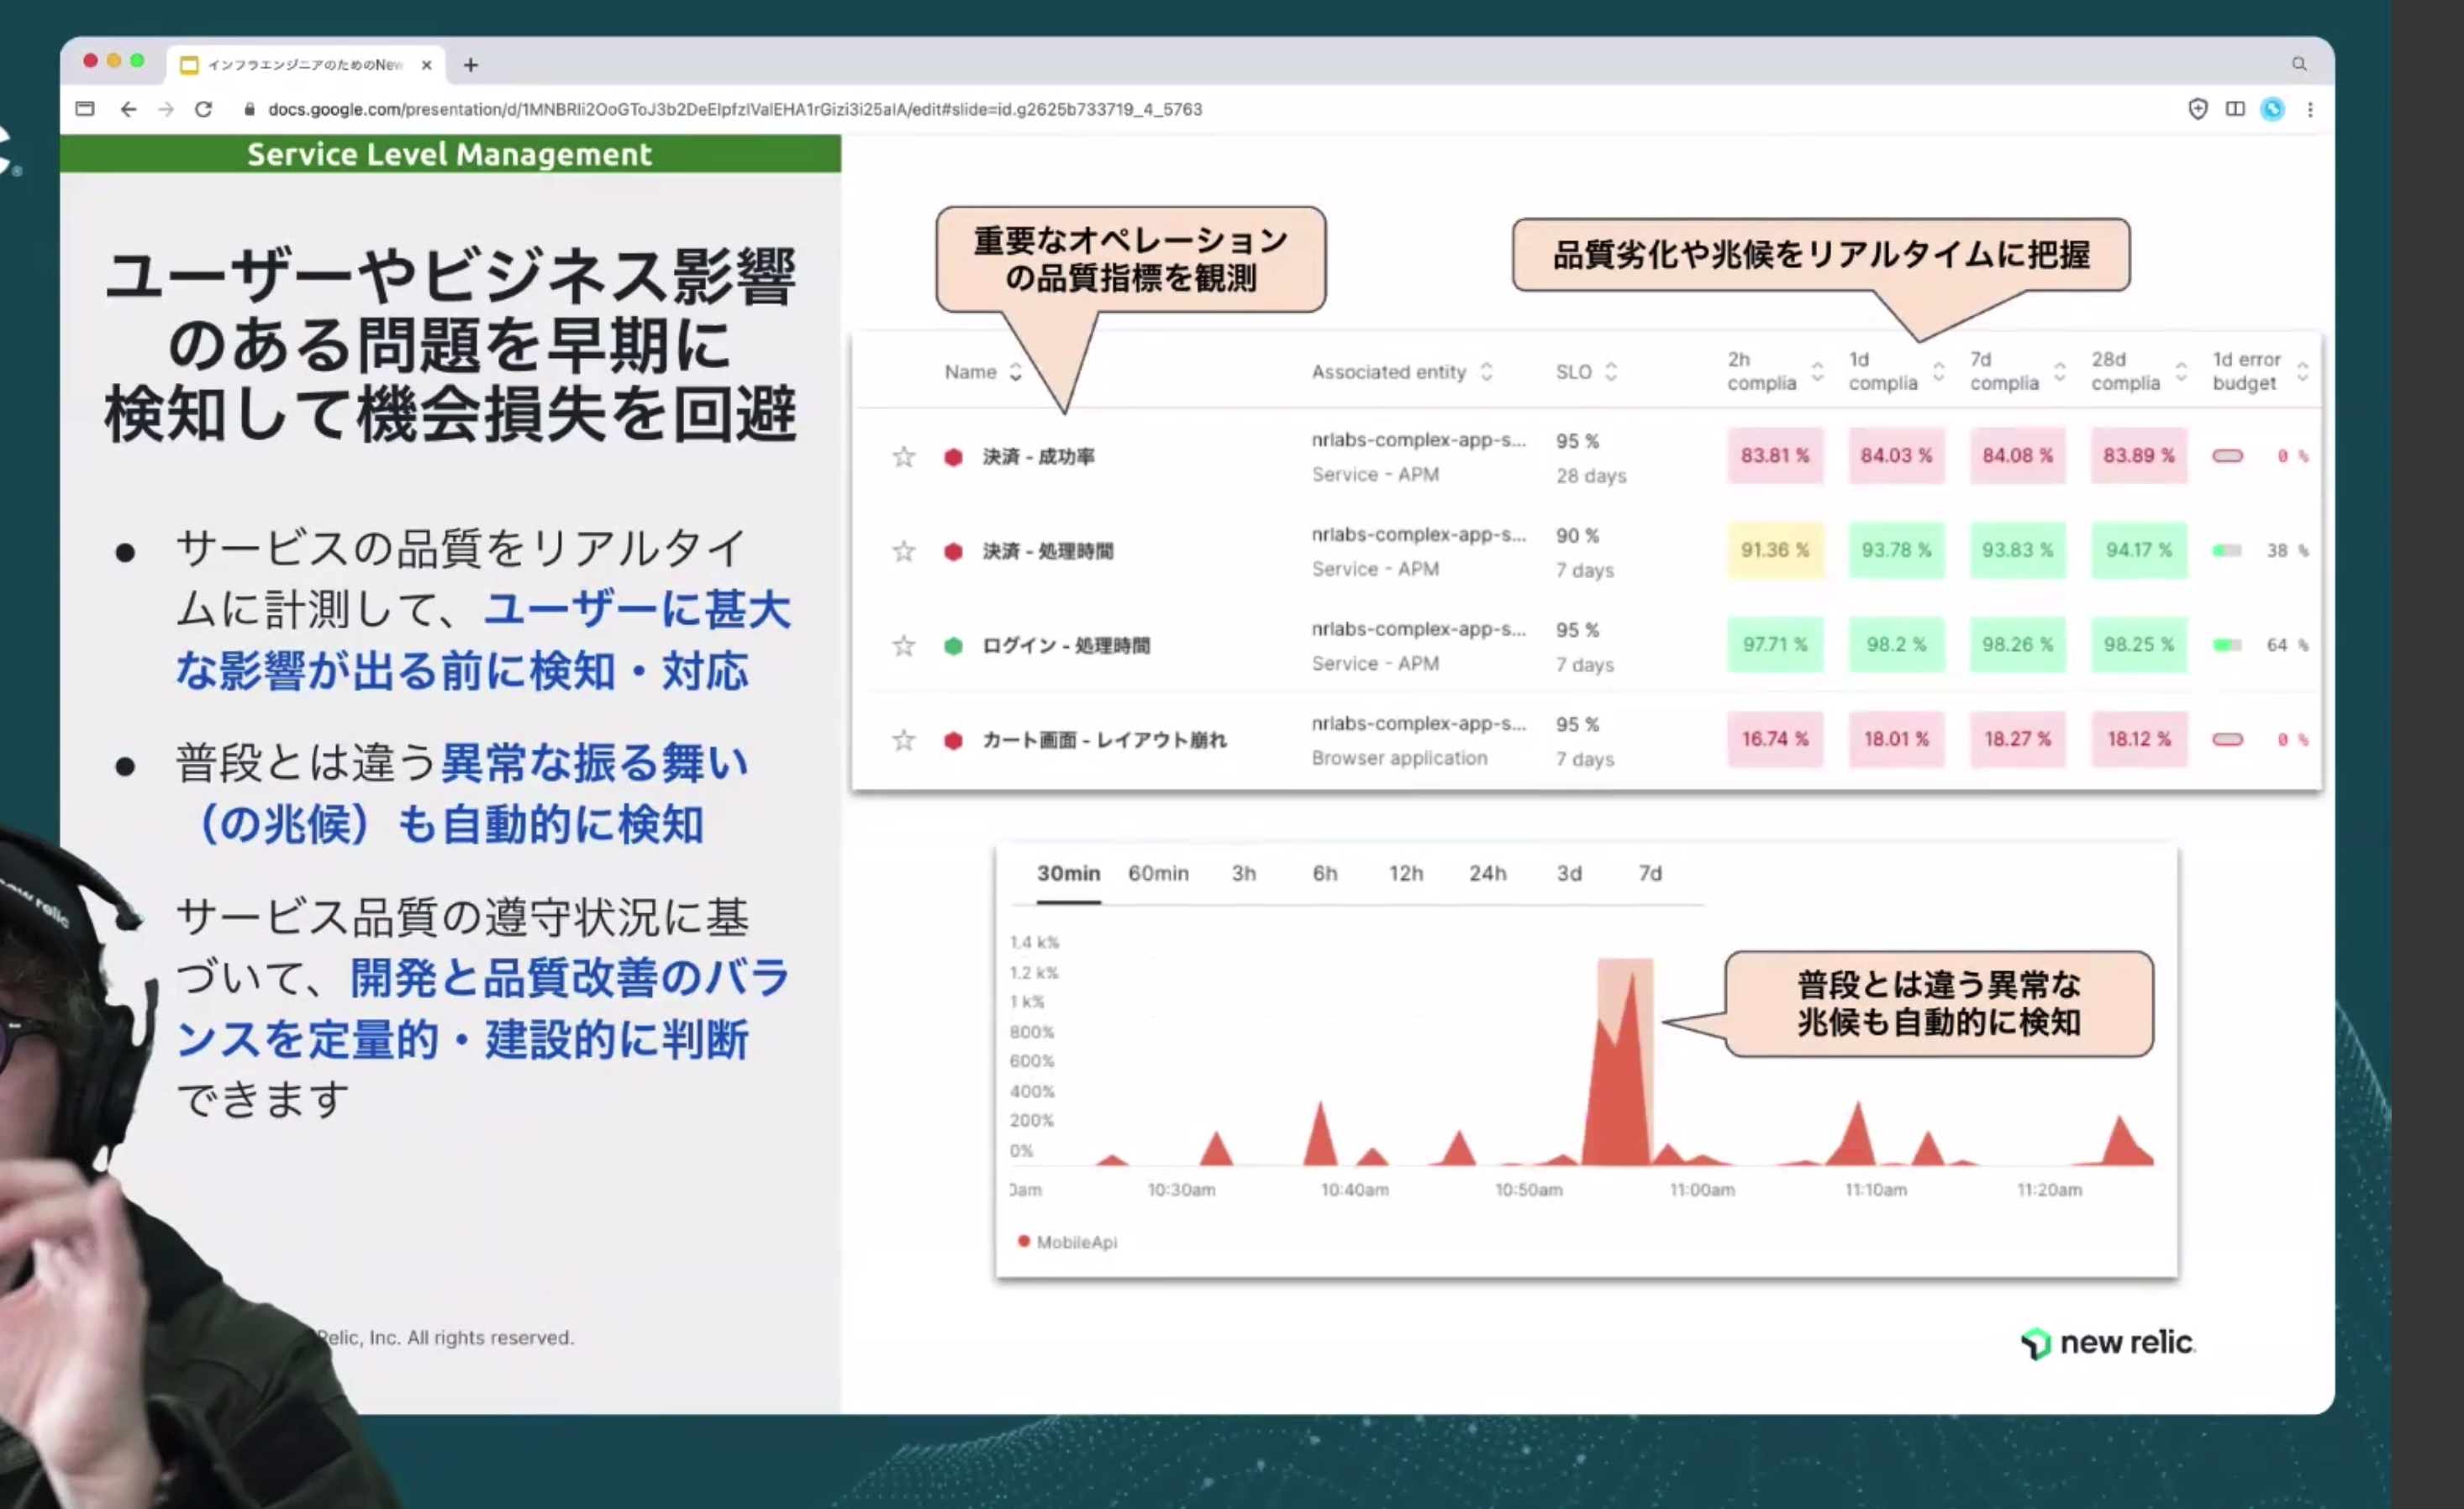 インフラエンジニアのためのNew
docs.google.com/presentation/d/1MNBRli2OoGToJ3b2DeElpfzlValEHA1rGizi3i25aIA/edit#slide=id.g2625b733719_4_5763
Service Level Management
ユーザーやビジネス影響
のある問題を早期に
検知して機会損失を回避
● サービスの品質をリアルタイ
ムに計測して、ユーザーに甚大
な影響が出る前に検知・対応
● 普段とは違う異常な振る舞い
（の兆候）も自動的に検知
サービス品質の遵守状況に基
づいて、開発と品質改善のバラ
ンスを定量的・建設的に判断
できます
new relic
Relic, Inc. All rights reserved.
重要なオペレーション
の品質指標を観測
品質劣化や兆候をリアルタイムに把握
Name Associated entity SLO 2h complia 1d complia 7d complia 28d complia 1d error budget
決済 - 成功率 nrlabs-complex-app-s... 95 % 83.81 % 84.03 % 84.08 % 83.89 % 0 %
Service - APM 28 days
決済 - 処理時間 nrlabs-complex-app-s... 90 % 91.36 % 93.78 % 93.83 % 94.17 % 38 %
Service - APM 7 days
ログイン - 処理時間 nrlabs-complex-app-s... 95 % 97.71 % 98.2 % 98.26 % 98.25 % 64 %
Service - APM 7 days
カート画面 - レイアウト崩れ nrlabs-complex-app-s... 95 % 16.74 % 18.01 % 18.27 % 18.12 % 0 %
Browser application 7 days
30min 60min 3h 6h 12h 24h 3d 7d
1.4 k%
1.2 k%
1 k%
800%
600%
400%
200%
0%
普段とは違う異常な
兆候も自動的に検知
0am 10:30am 10:40am 10:50am 11:00am 11:10am 11:20am
MobileApi
new relic.